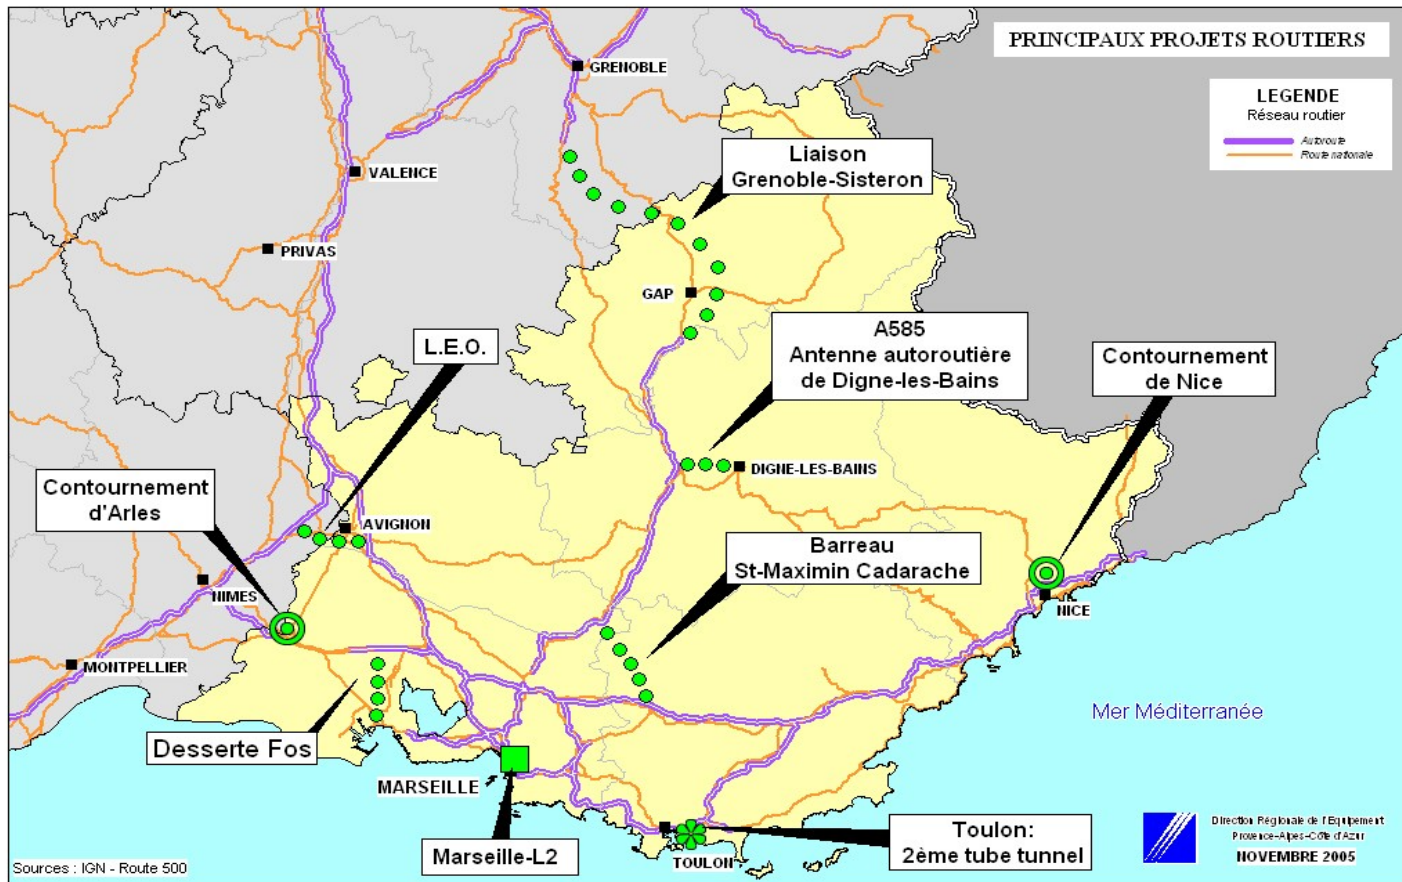 PRINCIPAUX PROJETS ROUTIERS
LEGENDE
Réseau routier
Autoroute
Route nationale
GRENOBLE
Liaison
Grenoble-Sisteron
VALENCE
PRIVAS
GAP
L.E.O.
A585
Antenne autoroutière
de Digne-les-Bains
Contournement
de Nice
DIGNE-LES-BAINS
Contournement
d'Arles
AVIGNON
Barreau
St-Maximin Cadarache
NIMES
NICE
MONTPELLIER
Mer Méditerranée
Desserte Fos
MARSEILLE
Marseille-L2
TOULON
Toulon:
2ème tube tunnel
Direction Régionale de l'Equipement
Provence-Alpes-Côte d'Azur
NOVEMBRE 2005
Sources : IGN - Route 500